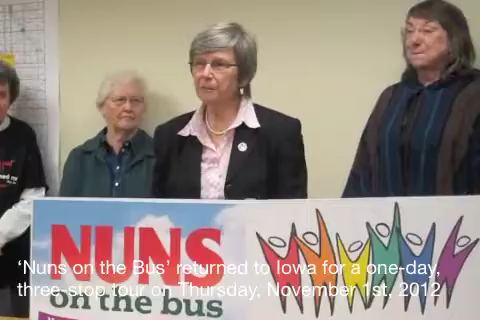 NUNS
on the bus
'Nuns on the Bus' returned to Iowa for a one-day,
three-stop tour on Thursday, November 1st, 2012